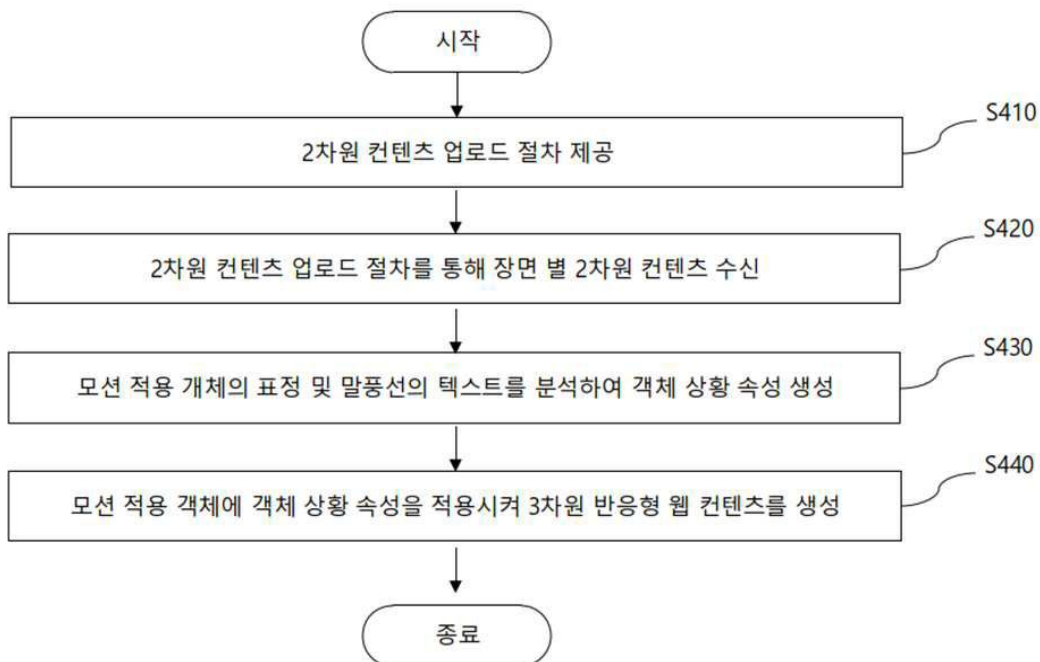 시작
S410
2차원 컨텐츠 업로드 절차 제공
S420
2차원 컨텐츠 업로드 절차를 통해 장면 별 2차원 컨텐츠 수신
S430
모션 적용 개체의 표정 및 말풍선의 텍스트를 분석하여 객체 상황 속성 생성
S440
모션 적용 객체에 객체 상황 속성을 적용시켜 3차원 반응형 웹 컨텐츠를 생성
종료